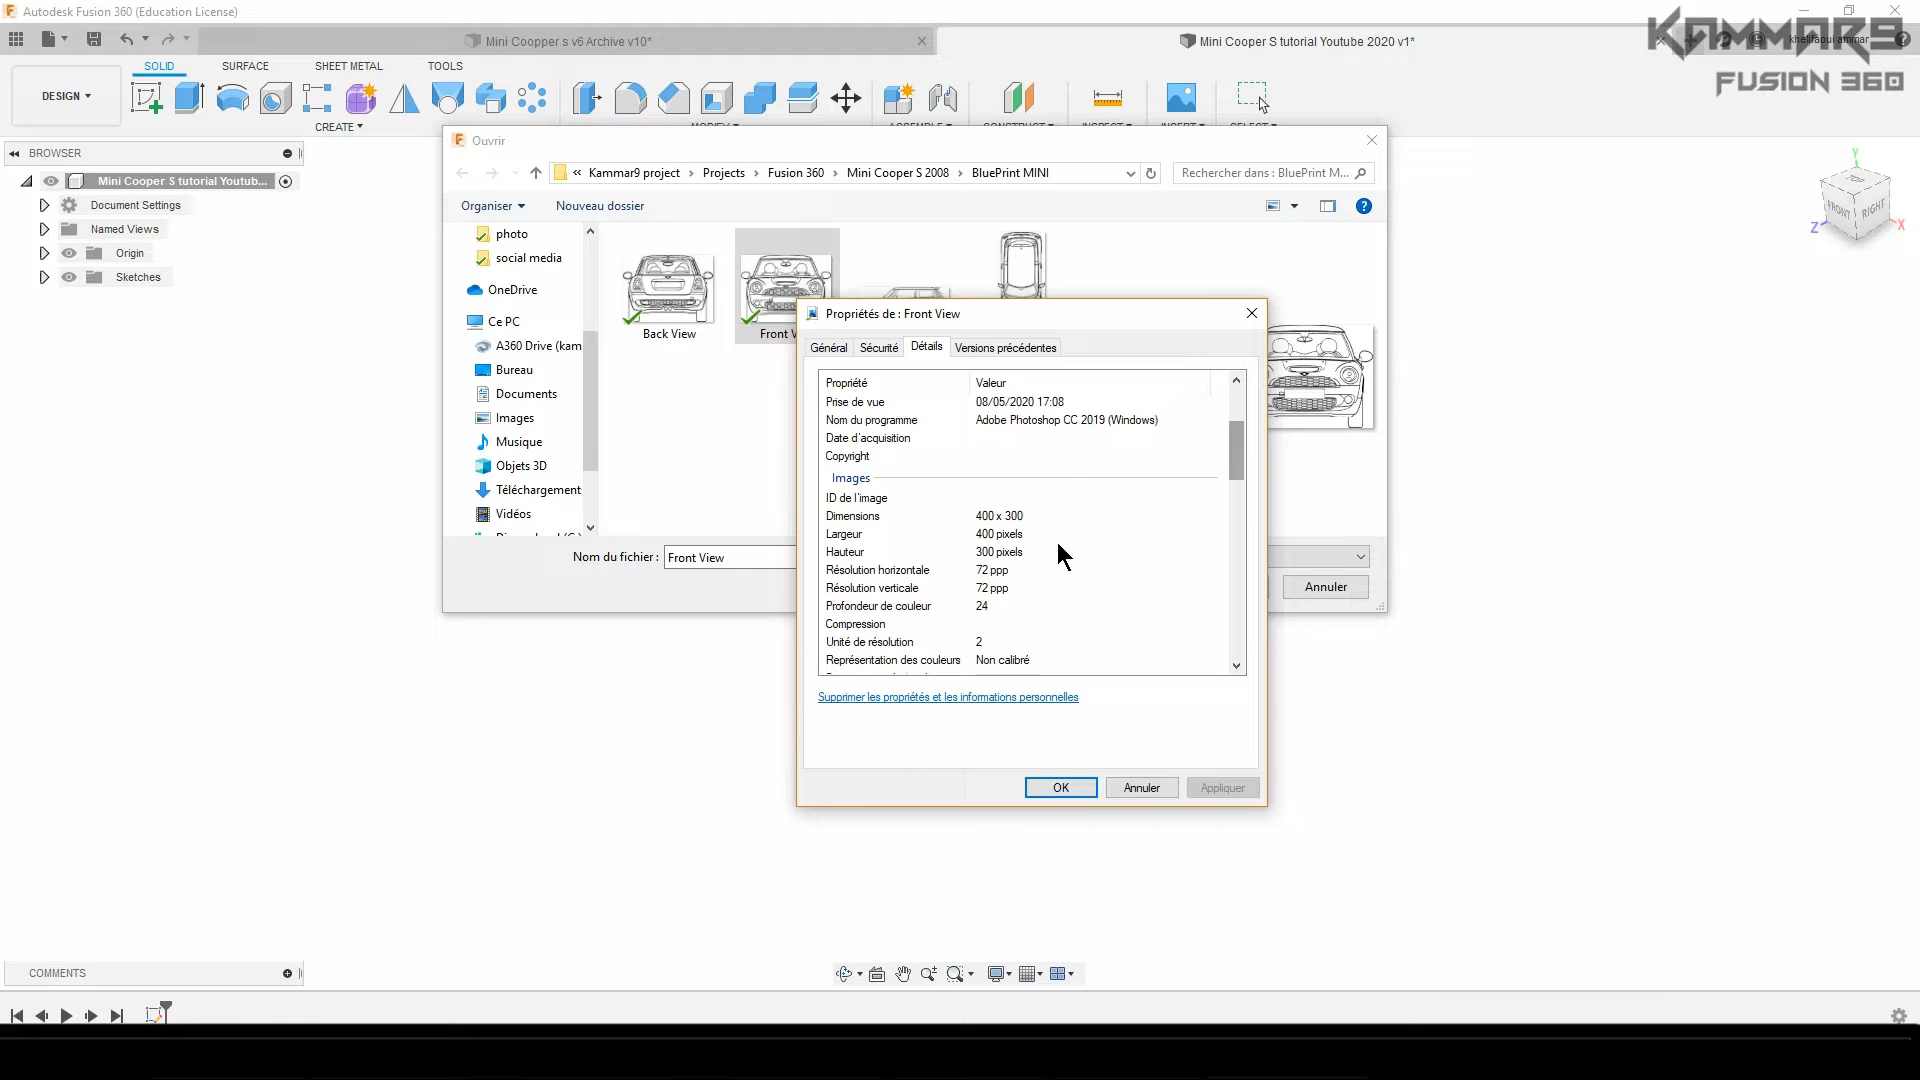 Autodesk Fusion 360 (Education License)
Mini Coopper s v6 Archive v10*
Mini Cooper S tutorial Youtube 2020 v1*
khelifaoui ammar
KAMMAR9
FUSION 360
SOLID
SURFACE
SHEET METAL
TOOLS
DESIGN
CREATE
BROWSER
Mini Cooper S tutorial Youtub...
Document Settings
Named Views
Origin
Sketches
Ouvrir
« Kammar9 project › Projects › Fusion 360 › Mini Cooper S 2008 › BluePrint MINI
Rechercher dans : BluePrint M...
Organiser
Nouveau dossier
photo
social media
OneDrive
Ce PC
A360 Drive (kam
Bureau
Documents
Images
Musique
Objets 3D
Téléchargement
Vidéos
Back View
Front V
Nom du fichier :
Front View
Annuler
Propriétés de : Front View
Général
Sécurité
Détails
Versions précédentes
Propriété Valeur
Prise de vue 08/05/2020 17:08
Nom du programme Adobe Photoshop CC 2019 (Windows)
Date d'acquisition
Copyright
Images
ID de l'image
Dimensions 400 x 300
Largeur 400 pixels
Hauteur 300 pixels
Résolution horizontale 72 ppp
Résolution verticale 72 ppp
Profondeur de couleur 24
Compression
Unité de résolution 2
Représentation des couleurs Non calibré
Supprimer les propriétés et les informations personnelles
OK
Annuler
Appliquer
TOP
FRONT
RIGHT
Y
Z
X
COMMENTS